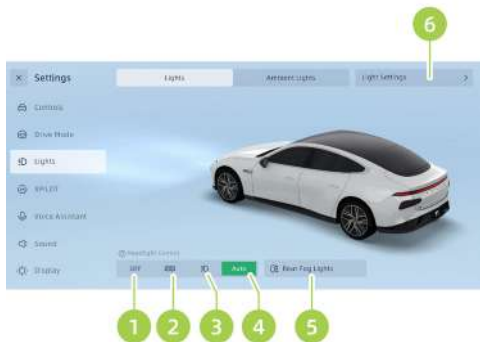 6
× Settings
Lights
Ambient Lights
Light Settings >
Controls
Drive Mode
Lights
XPILOT
Voice Assistant
Sound
Display
Headlight Control
OFF
Auto
Rear Fog Lights
1
2
3
4
5